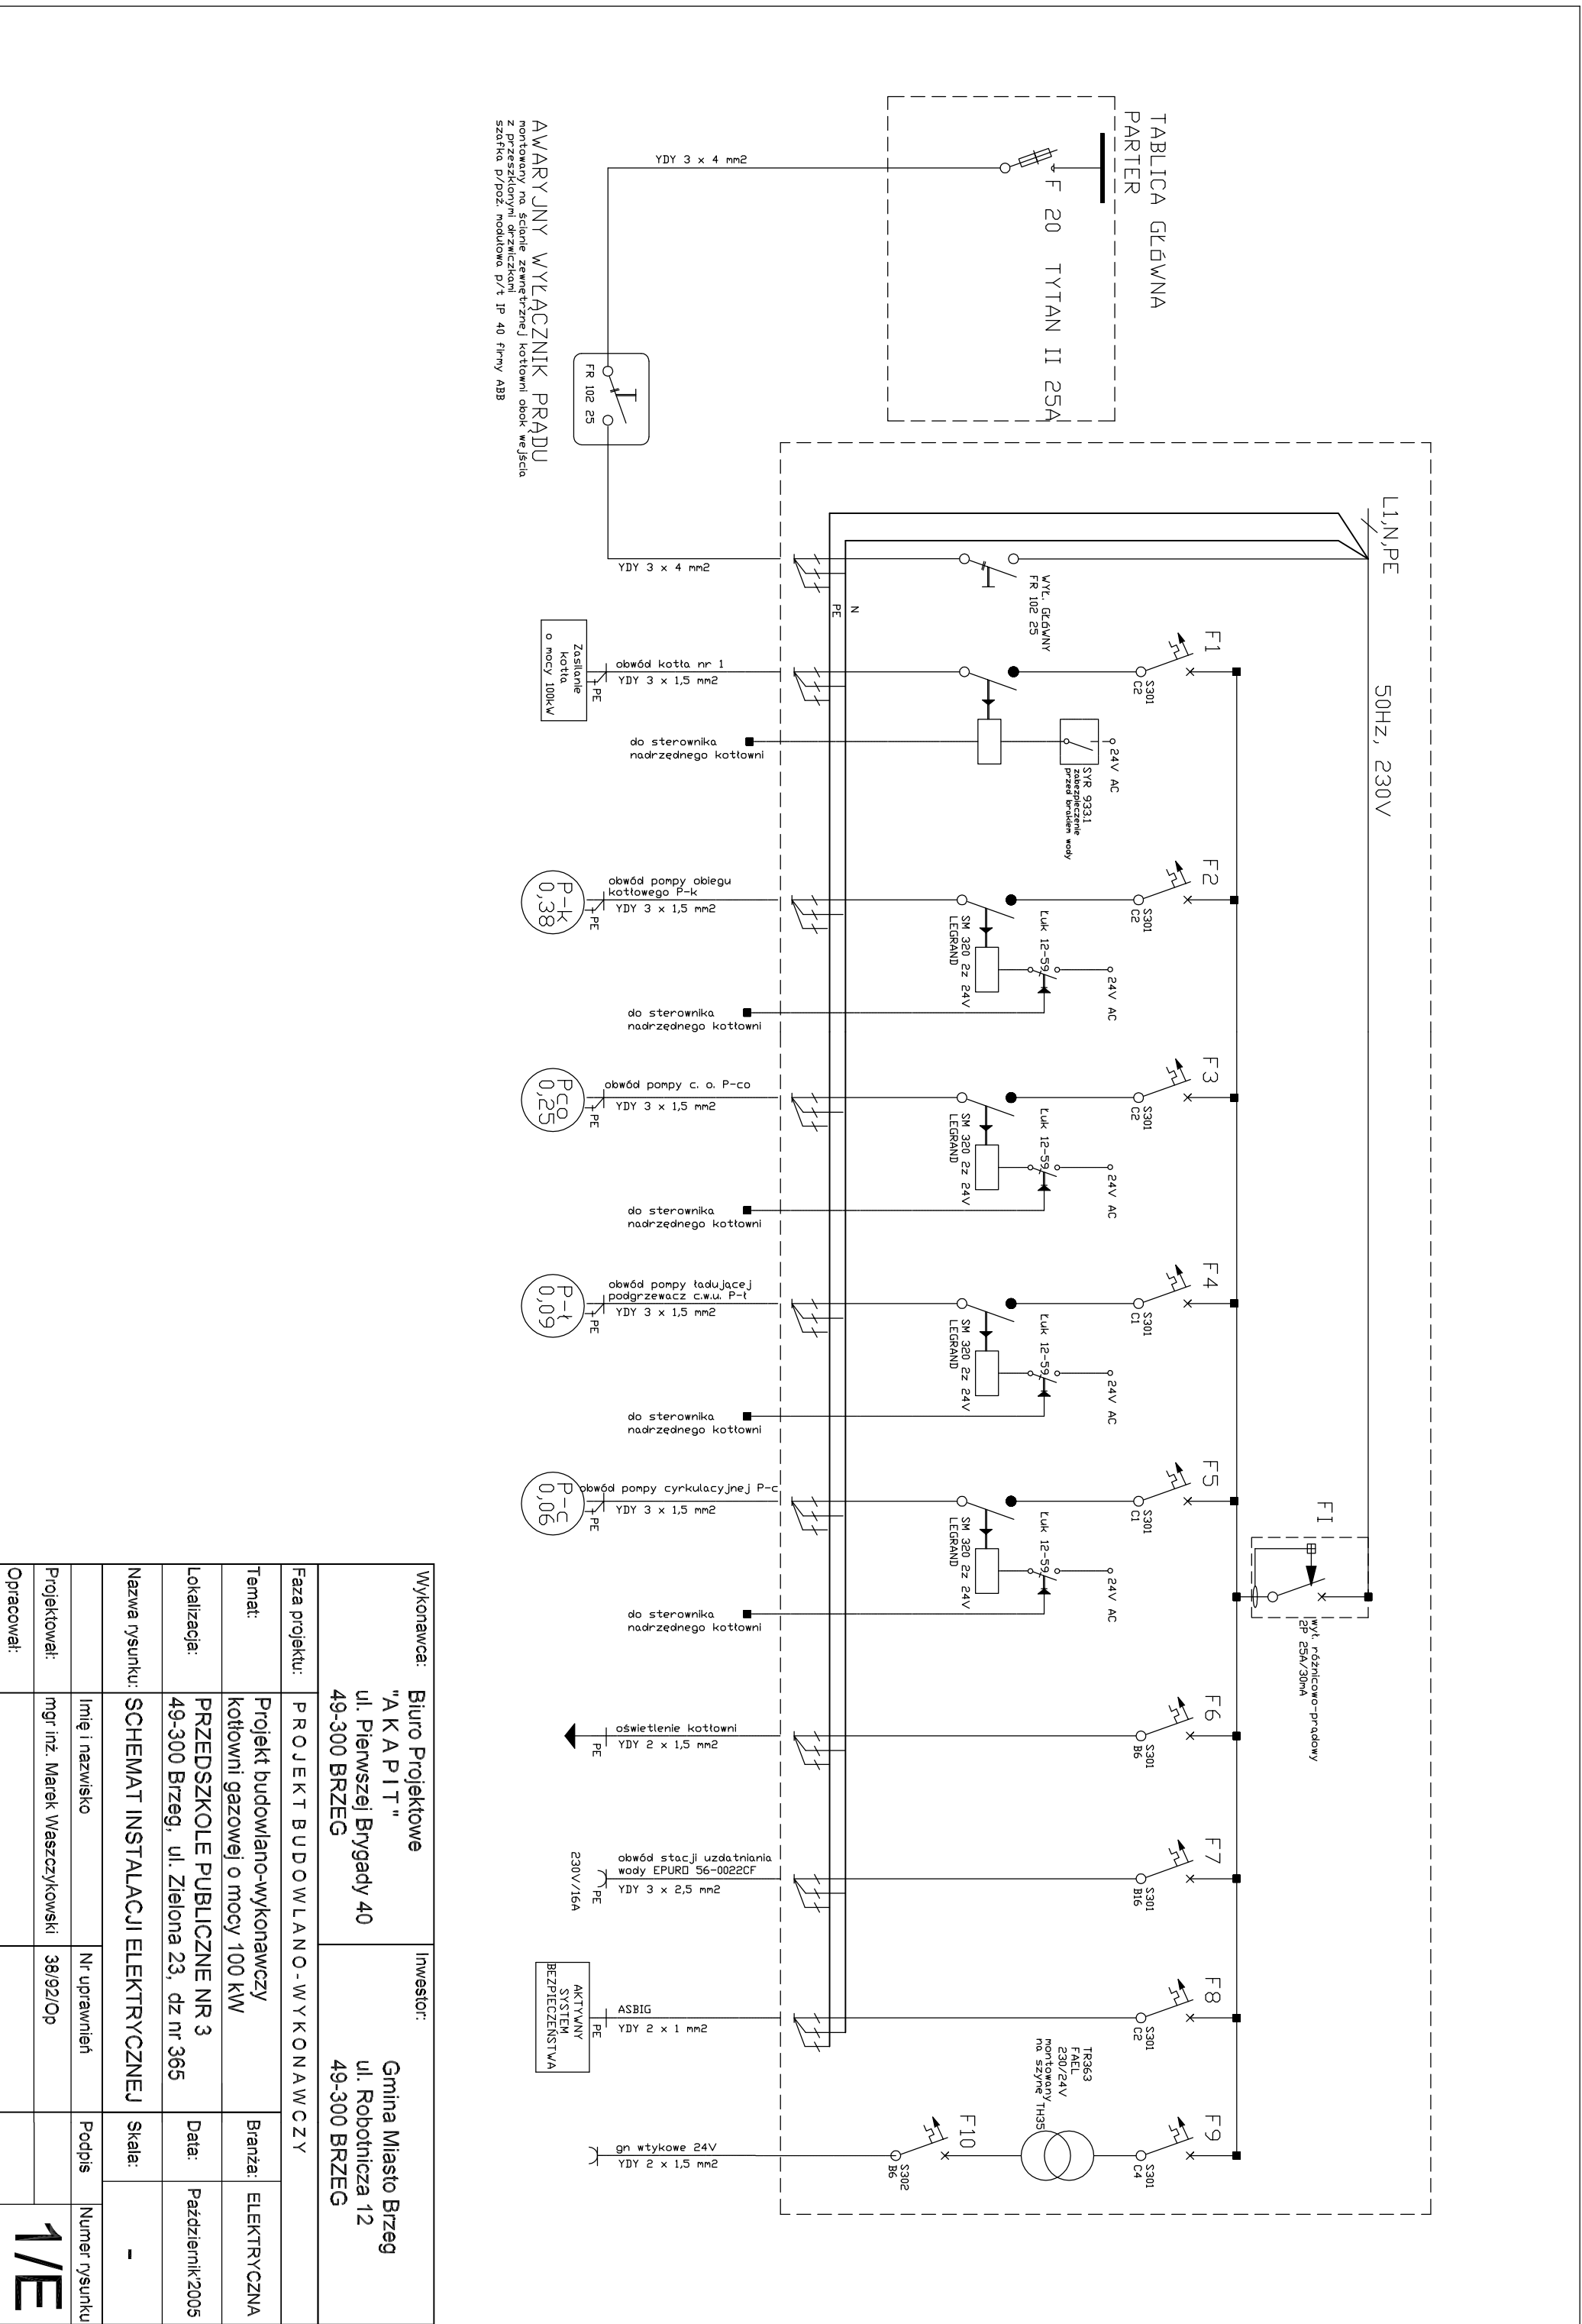 TABLICA GŁÓWNA
PARTER
F 20 TYTAN II 25A
YDY 3 x 4 mm2
AWARYJNY WYŁĄCZNIK PRĄDU
montowany na ścianie zewnętrznej kotłowni obok wejścia
z przeszklonymi drzwiczkami
szafka p/poż. modułowa p/t IP 40 firmy ABB
FR 102 25
YDY 3 x 4 mm2
L1,N,PE
50Hz, 230V
WYŁ. GŁÓWNY
FR 102 25
N
PE
F1
S301
C2
24V AC
SYR 933.1
zabezpieczenie
przed brakiem wody
obwód kotła nr 1
YDY 3 x 1,5 mm2
PE
Zasilanie
kotła
o mocy 100kW
do sterownika
nadrzędnego kotłowni
F2
S301
C2
24V AC
Łuk 12-59
SM 320 2z 24V
LEGRAND
obwód pompy obiegu
kotłowego P-k
YDY 3 x 1,5 mm2
PE
P-k
0,38
do sterownika
nadrzędnego kotłowni
F3
S301
C2
24V AC
Łuk 12-59
SM 320 2z 24V
LEGRAND
obwód pompy c. o. P-co
YDY 3 x 1,5 mm2
PE
Pco
0,25
do sterownika
nadrzędnego kotłowni
F4
S301
C1
24V AC
Łuk 12-59
SM 320 2z 24V
LEGRAND
obwód pompy ładującej
podgrzewacz c.w.u. P-ł
YDY 3 x 1,5 mm2
PE
P-ł
0,09
do sterownika
nadrzędnego kotłowni
F5
S301
C1
24V AC
Łuk 12-59
SM 320 2z 24V
LEGRAND
obwód pompy cyrkulacyjnej P-c
YDY 3 x 1,5 mm2
PE
P-c
0,06
do sterownika
nadrzędnego kotłowni
FI
wył. różnicowo-prądowy
2P 25A/30mA
F6
S301
B6
oświetlenie kotłowni
YDY 2 x 1,5 mm2
PE
F7
S301
B16
obwód stacji uzdatniania
wody EPURO 56-0022CF
YDY 3 x 2,5 mm2
PE
230V/16A
F8
S301
C2
ASBIG
YDY 2 x 1 mm2
PE
AKTYWNY
SYSTEM
BEZPIECZEŃSTWA
F9
S301
C4
TR363
FAEL
230/24V
montowany
na szynę TH35
F10
S302
B6
gn wtykowe 24V
YDY 2 x 1,5 mm2
Wykonawca: Biuro Projektowe
"A K A P I T"
ul. Pierwszej Brygady 40
49-300 BRZEG
Inwestor:
Gmina Miasto Brzeg
ul. Robotnicza 12
49-300 BRZEG
Faza projektu: P R O J E K T B U D O W L A N O - W Y K O N A W C Z Y
Temat: Projekt budowlano-wykonawczy
kotłowni gazowej o mocy 100 kW
Branża: ELEKTRYCZNA
Lokalizacja: PRZEDSZKOLE PUBLICZNE NR 3
49-300 Brzeg, ul. Zielona 23, dz nr 365
Data: Październik'2005
Nazwa rysunku: SCHEMAT INSTALACJI ELEKTRYCZNEJ
Skala: -
Imię i nazwisko Nr uprawnień Podpis Numer rysunku
Projektował: mgr inż. Marek Waszczykowski 38/92/Op
1/E
Opracował: